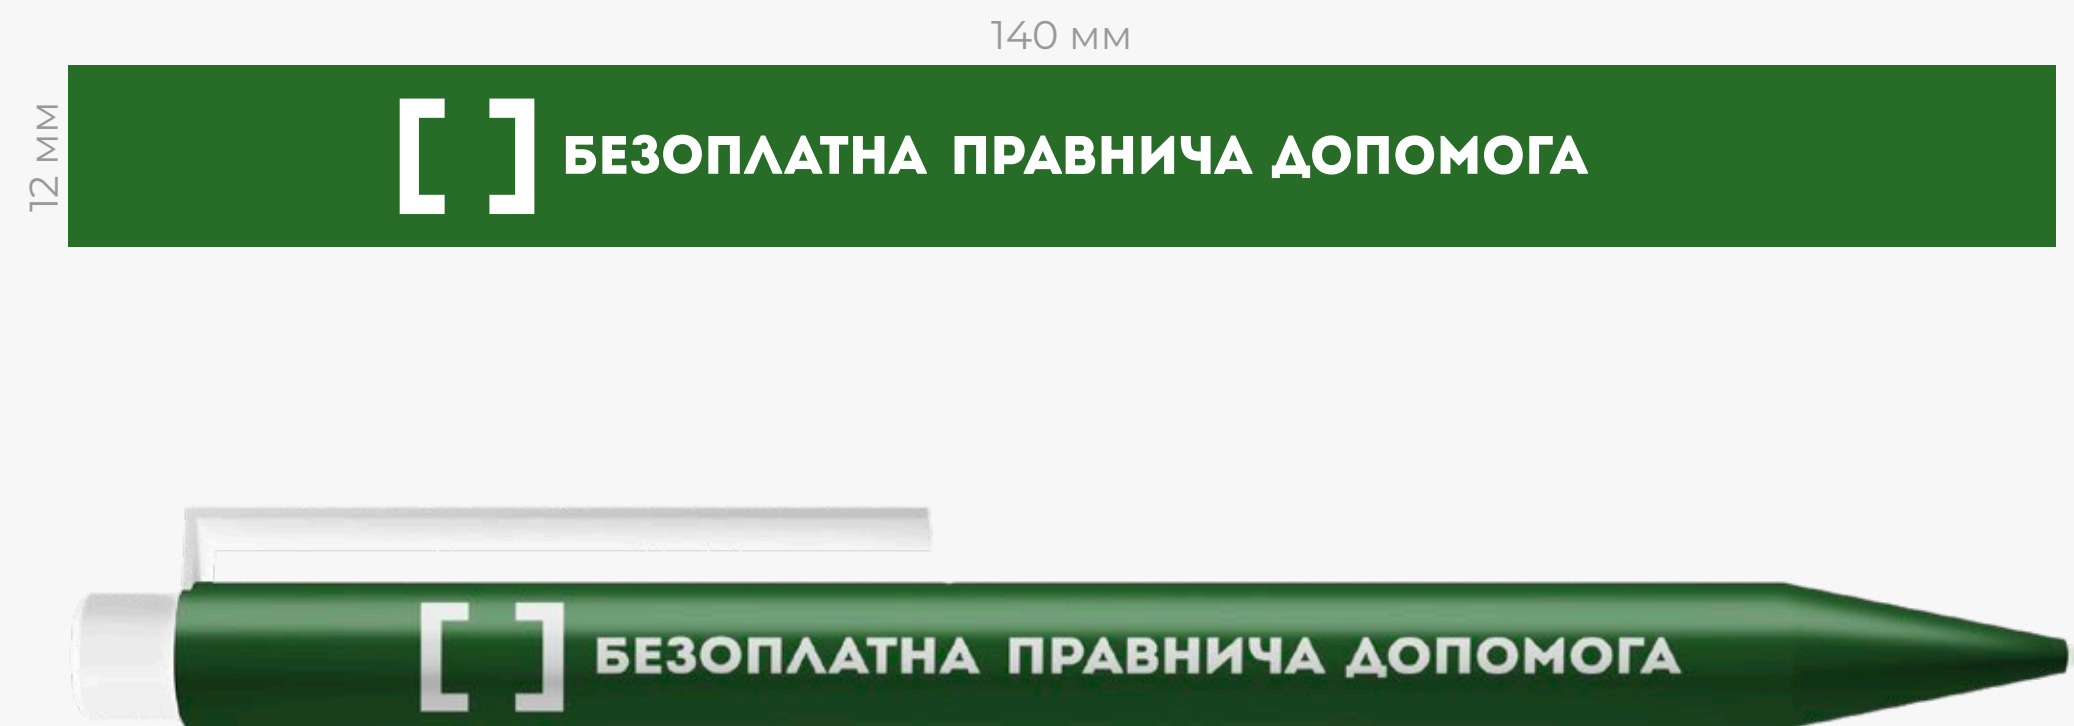 140 мм
12 мм
[ ] БЕЗОПЛАТНА ПРАВНИЧА ДОПОМОГА
[ ] БЕЗОПЛАТНА ПРАВНИЧА ДОПОМОГА